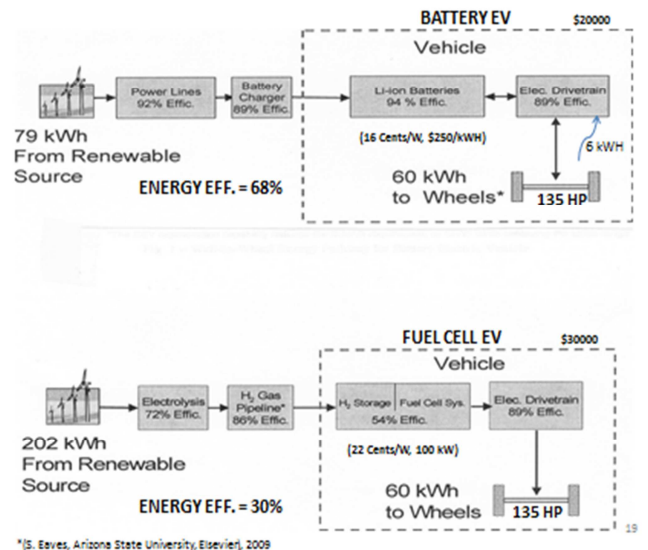 BATTERY EV
$20000
Vehicle
Power Lines
92% Effic.
Battery
Charger
89% Effic.
Li-ion Batteries
94 % Effic.
Elec. Drivetrain
89% Effic.
79 kWh
From Renewable
Source
(16 Cents/W, $250/kWH)
6 kWH
ENERGY EFF. = 68%
60 kWh
to Wheels*
135 HP
FUEL CELL EV
$30000
Vehicle
Electrolysis
72% Effic.
H₂ Gas
Pipeline*
86% Effic.
H₂ Storage
Fuel Cell Sys.
54% Effic.
Elec. Drivetrain
89% Effic.
202 kWh
From Renewable
Source
(22 Cents/W, 100 kW)
ENERGY EFF. = 30%
60 kWh
to Wheels
135 HP
19
*(S. Eaves, Arizona State University, Elsevier), 2009